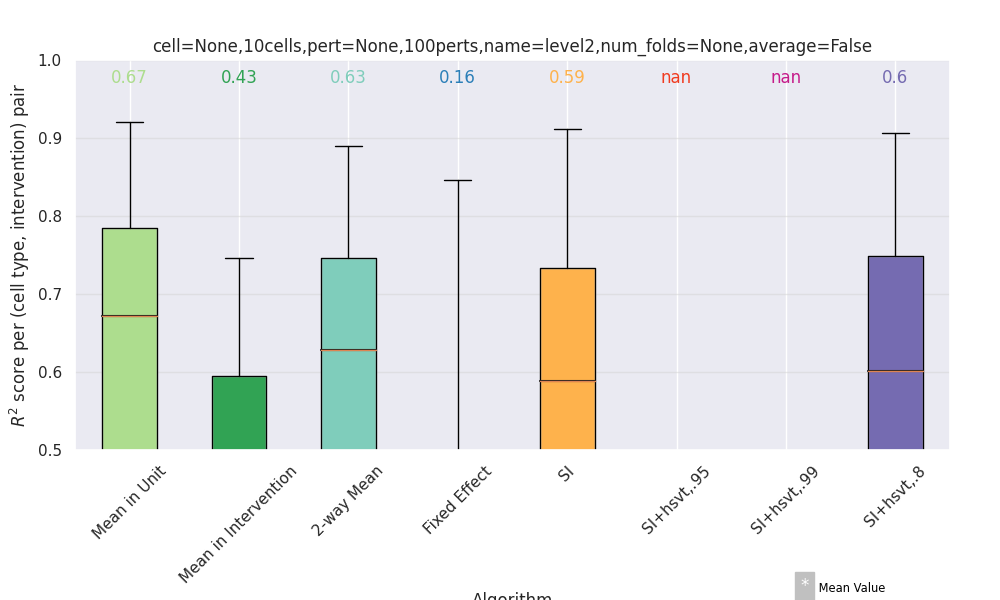 cell=None,10cells,pert=None,100perts,name=level2,num_folds=None,average=False
R² score per (cell type, intervention) pair
1.0
0.9
0.8
0.7
0.6
0.5
0.67 0.43 0.63 0.16 0.59 nan nan 0.6
Mean in Unit
Mean in Intervention
2-way Mean
Fixed Effect
SI
SI+hsvt,.95
SI+hsvt,.99
SI+hsvt,.8
Algorithm
* Mean Value